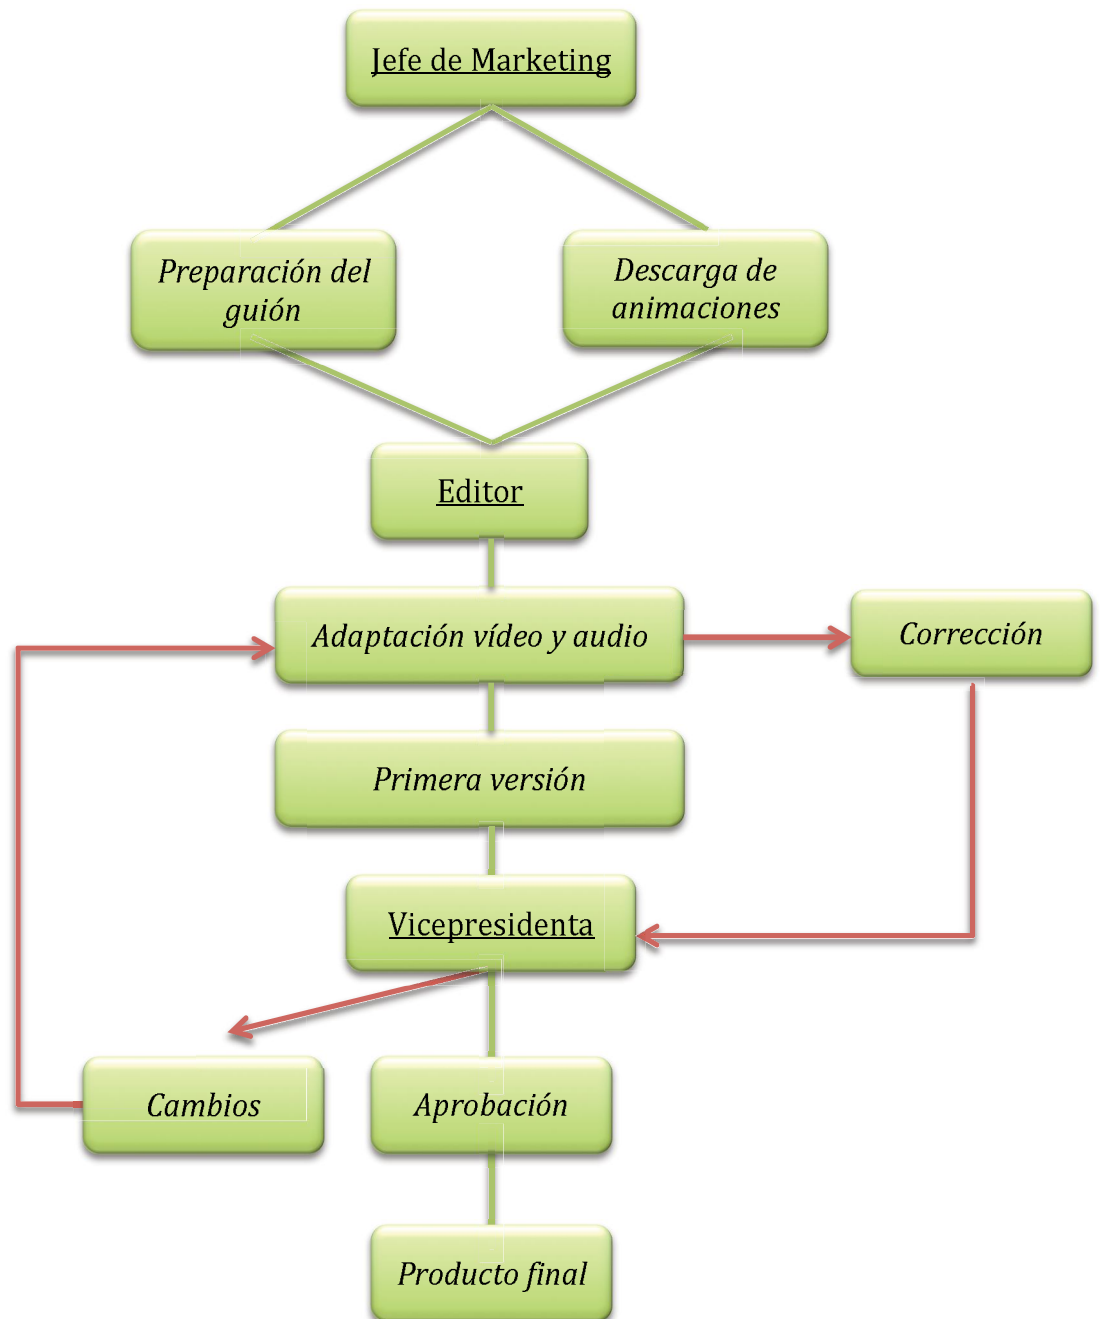 Jefe de Marketing
Preparación del
guión
Descarga de
animaciones
Editor
Adaptación vídeo y audio
Corrección
Primera versión
Vicepresidenta
Cambios
Aprobación
Producto final